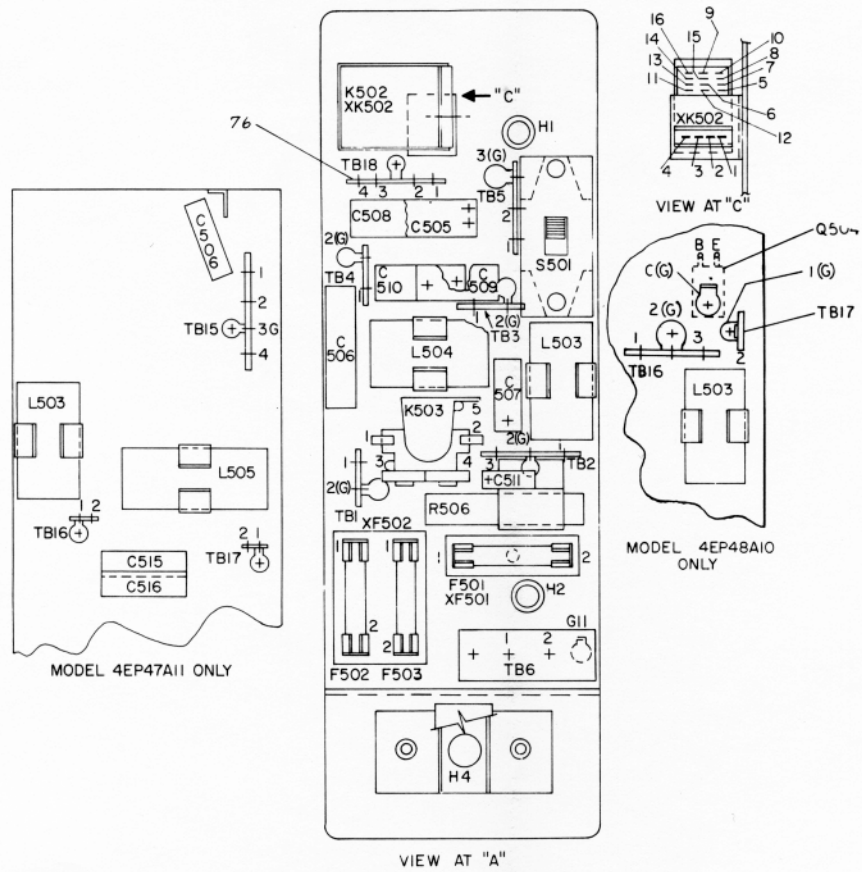 K502
XK502
"C"
76
H1
TB18
4 3 2 1
3(G)
TB5
2
1
C508
C505
S501
2(G)
TB4
1
C
510
C
509
1
2(G)
TB3
C
506
L504
L503
C
507
K503
5
1
2
3
4
1
2(G)
TB1
2(G)
3
1
TB2
+C511
R506
XF502
1
1
2
2
F502
F503
1
2
F501
XF501
H2
G11
1
2
TB6
H4
VIEW AT "A"
C
506
1
2
TB15
3G
4
L503
L505
1 2
TB16
2 1
TB17
C515
C516
MODEL 4EP47A11 ONLY
9
16
15
10
14
8
13
7
11
5
6
XK502
12
4
3
2
1
VIEW AT "C"
B E
Q504
C(G)
1(G)
2(G)
TB17
1
3
2
TB16
L503
MODEL 4EP48A10
ONLY